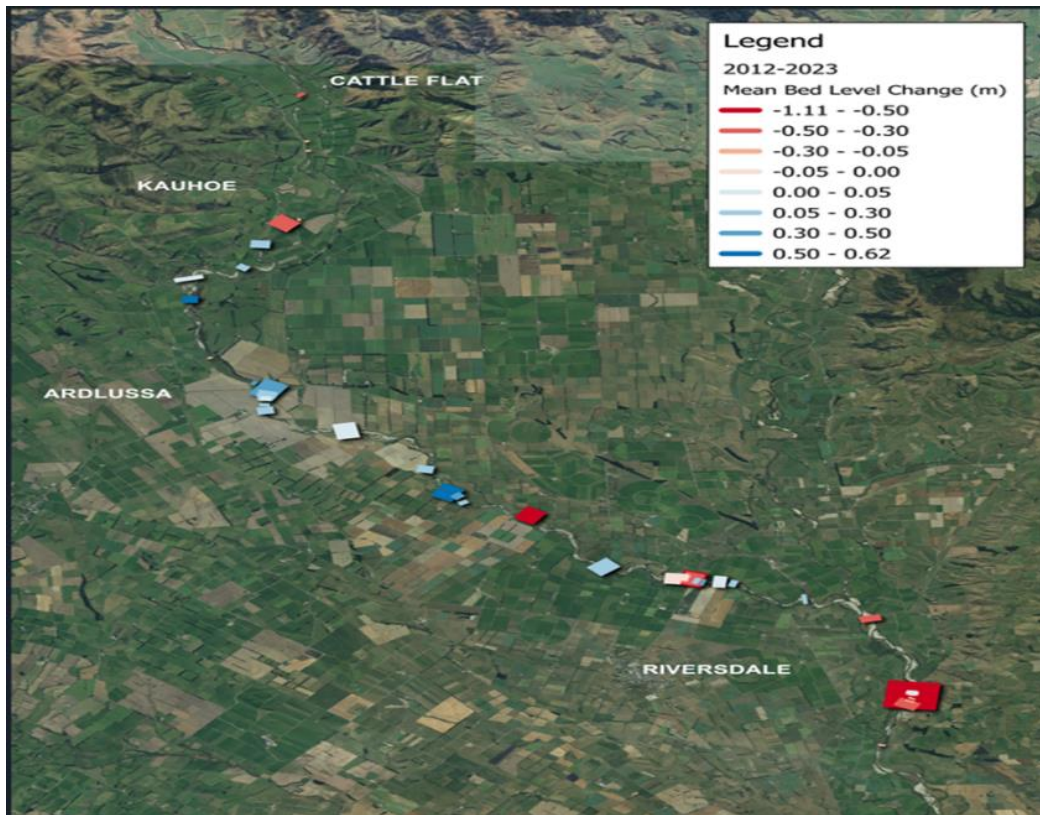 Legend
2012-2023
Mean Bed Level Change (m)
-1.11 - -0.50
-0.50 - -0.30
-0.30 - -0.05
-0.05 - 0.00
0.00 - 0.05
0.05 - 0.30
0.30 - 0.50
0.50 - 0.62
CATTLE FLAT
KAUHOE
ARDLUSSA
RIVERSDALE